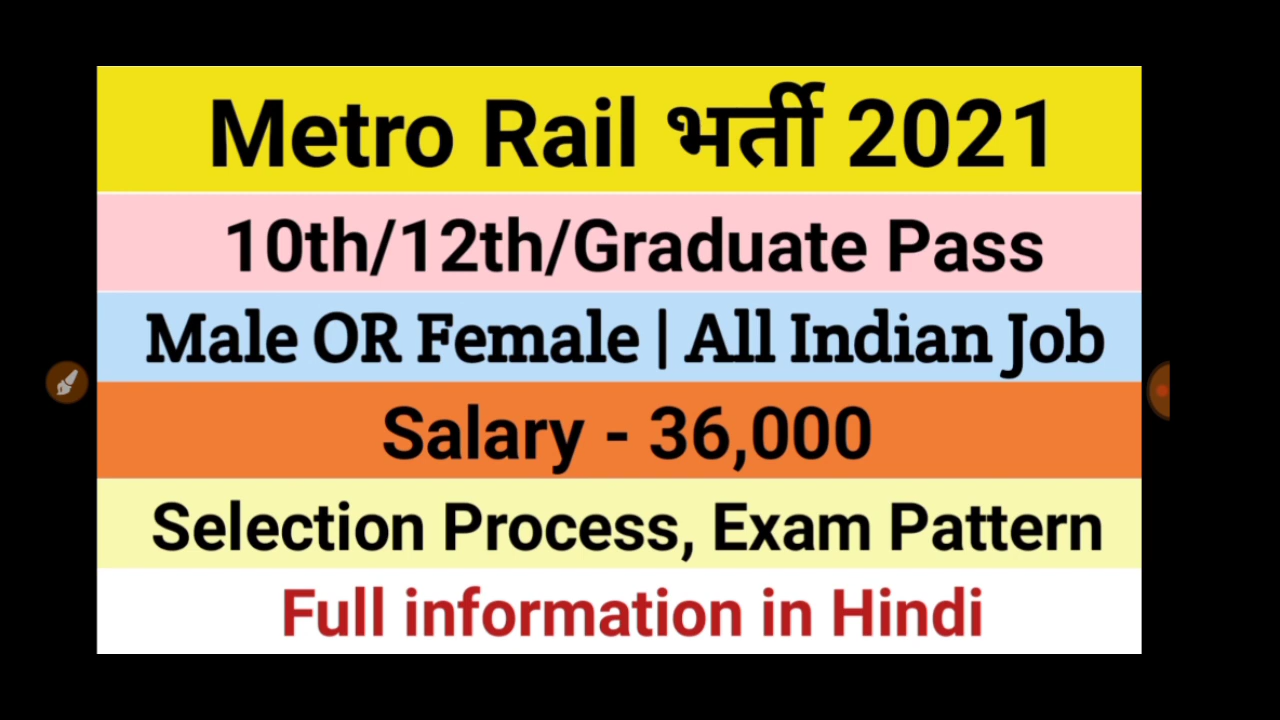 Metro Rail भर्ती 2021
10th/12th/Graduate Pass
Male OR Female | All Indian Job
Salary - 36,000
Selection Process, Exam Pattern
Full information in Hindi